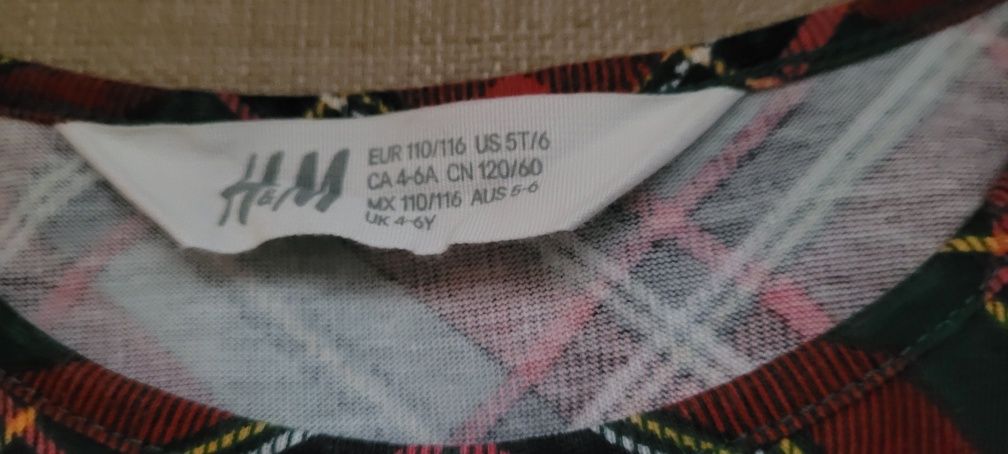 H&M
EUR 110/116 US 5T/6
CA 4-6A CN 120/60
MX 110/116 AUS 5-6
UK 4-6Y